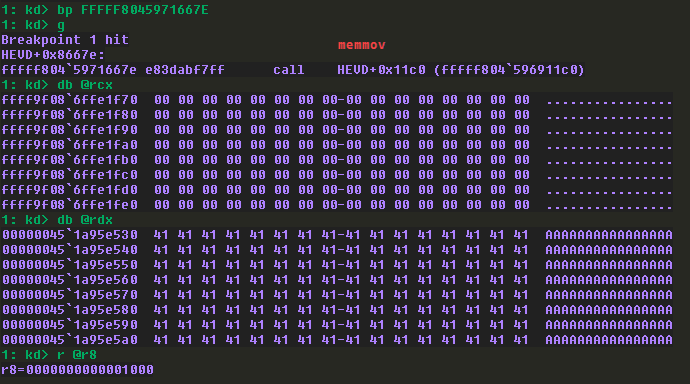 1: kd> bp FFFFF8045971667E
1: kd> g
Breakpoint 1 hit
memmov
HEVD+0x8667e:
fffff804`5971667e e83dabf7ff      call    HEVD+0x11c0 (fffff804`596911c0)
1: kd> db @rcx
ffff9f08`6ffe1f70  00 00 00 00 00 00 00 00-00 00 00 00 00 00 00 00  ................
ffff9f08`6ffe1f80  00 00 00 00 00 00 00 00-00 00 00 00 00 00 00 00  ................
ffff9f08`6ffe1f90  00 00 00 00 00 00 00 00-00 00 00 00 00 00 00 00  ................
ffff9f08`6ffe1fa0  00 00 00 00 00 00 00 00-00 00 00 00 00 00 00 00  ................
ffff9f08`6ffe1fb0  00 00 00 00 00 00 00 00-00 00 00 00 00 00 00 00  ................
ffff9f08`6ffe1fc0  00 00 00 00 00 00 00 00-00 00 00 00 00 00 00 00  ................
ffff9f08`6ffe1fd0  00 00 00 00 00 00 00 00-00 00 00 00 00 00 00 00  ................
ffff9f08`6ffe1fe0  00 00 00 00 00 00 00 00-00 00 00 00 00 00 00 00  ................
1: kd> db @rdx
00000045`1a95e530  41 41 41 41 41 41 41 41-41 41 41 41 41 41 41 41  AAAAAAAAAAAAAAAA
00000045`1a95e540  41 41 41 41 41 41 41 41-41 41 41 41 41 41 41 41  AAAAAAAAAAAAAAAA
00000045`1a95e550  41 41 41 41 41 41 41 41-41 41 41 41 41 41 41 41  AAAAAAAAAAAAAAAA
00000045`1a95e560  41 41 41 41 41 41 41 41-41 41 41 41 41 41 41 41  AAAAAAAAAAAAAAAA
00000045`1a95e570  41 41 41 41 41 41 41 41-41 41 41 41 41 41 41 41  AAAAAAAAAAAAAAAA
00000045`1a95e580  41 41 41 41 41 41 41 41-41 41 41 41 41 41 41 41  AAAAAAAAAAAAAAAA
00000045`1a95e590  41 41 41 41 41 41 41 41-41 41 41 41 41 41 41 41  AAAAAAAAAAAAAAAA
00000045`1a95e5a0  41 41 41 41 41 41 41 41-41 41 41 41 41 41 41 41  AAAAAAAAAAAAAAAA
1: kd> r @r8
r8=0000000000001000